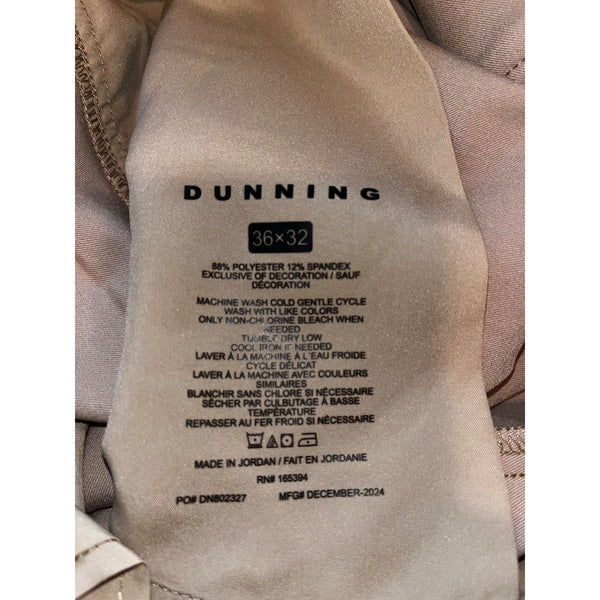 DUNNING
36×32
88% POLYESTER 12% SPANDEX
EXCLUSIVE OF DECORATION / SAUF
DÉCORATION
MACHINE WASH COLD GENTLE CYCLE
WASH WITH LIKE COLORS
ONLY NON-CHLORINE BLEACH WHEN
NEEDED
TUMBLE DRY LOW
COOL IRON IF NEEDED
LAVER À LA MACHINE À L'EAU FROIDE
CYCLE DÉLICAT
LAVER À LA MACHINE AVEC COULEURS
SIMILAIRES
BLANCHIR SANS CHLORE SI NÉCESSAIRE
SÉCHER PAR CULBUTAGE À BASSE
TEMPÉRATURE
REPASSER AU FER FROID SI NÉCESSAIRE
MADE IN JORDAN / FAIT EN JORDANIE
RN# 165394
PO# DN802327 MFG# DECEMBER-2024